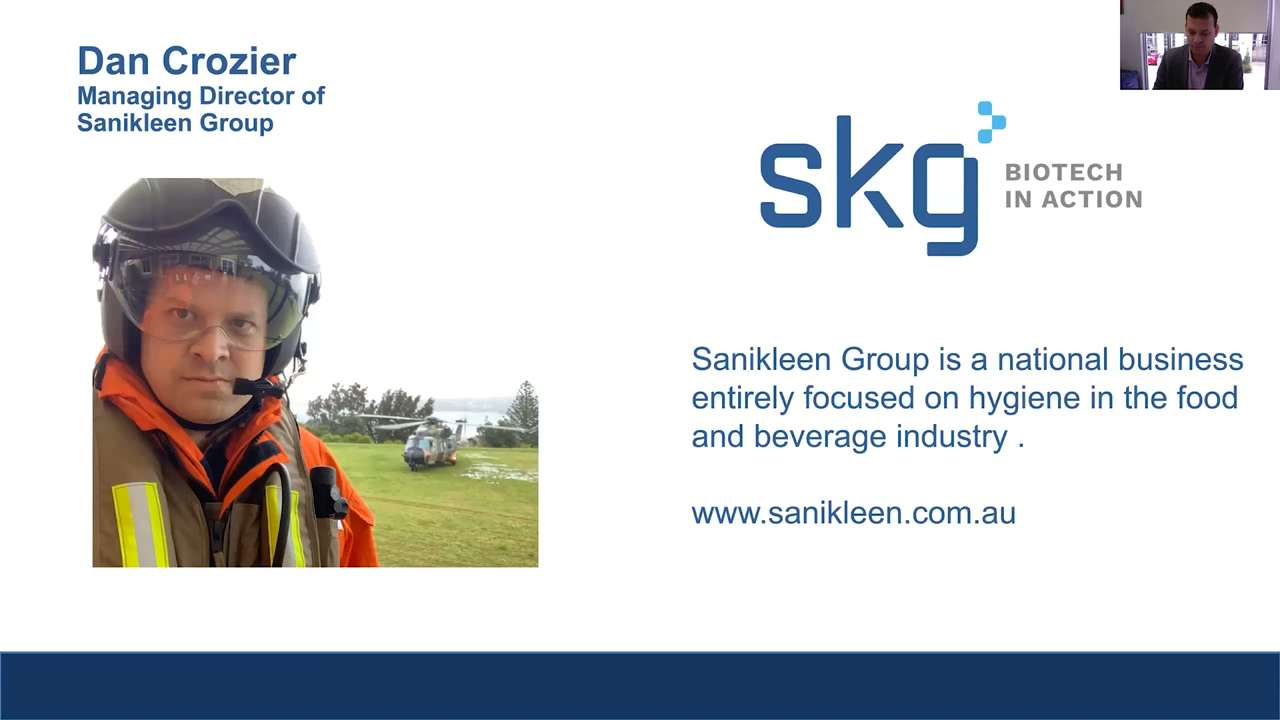 Dan Crozier
Managing Director of
Sanikleen Group
skg
BIOTECH
IN ACTION
Sanikleen Group is a national business
entirely focused on hygiene in the food
and beverage industry .
www.sanikleen.com.au